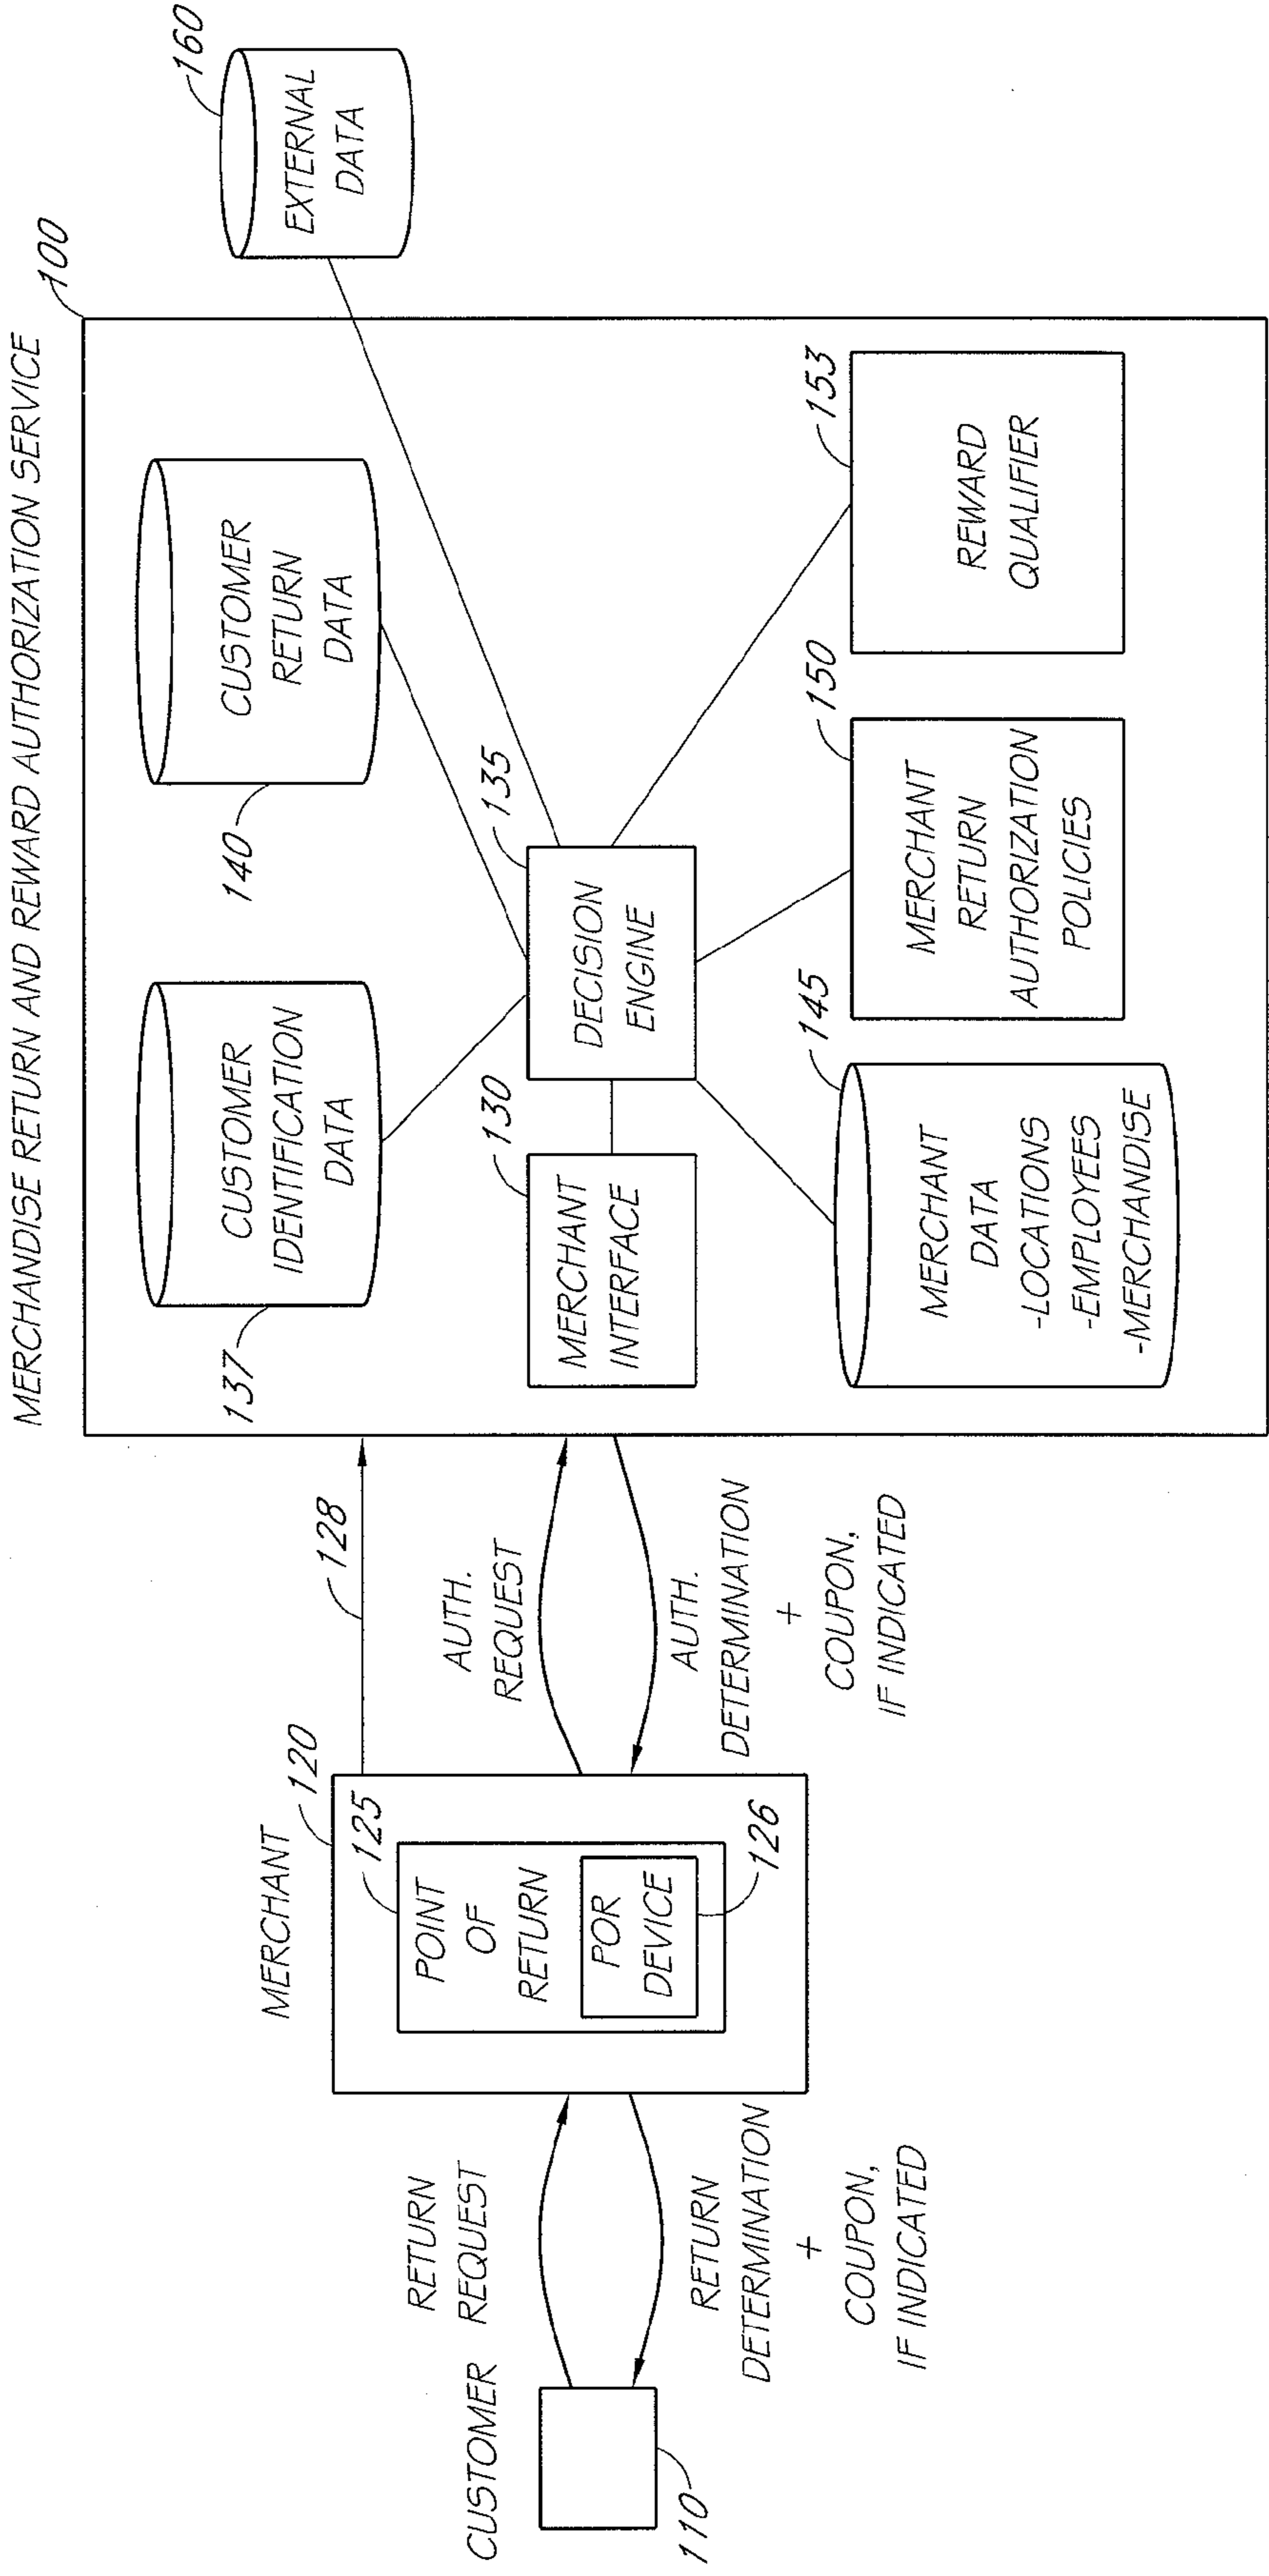 MERCHANDISE RETURN AND REWARD AUTHORIZATION SERVICE
100
160
EXTERNAL
DATA
137
CUSTOMER
IDENTIFICATION
DATA
140
CUSTOMER
RETURN
DATA
130
MERCHANT
INTERFACE
135
DECISION
ENGINE
145
MERCHANT
DATA
-LOCATIONS
-EMPLOYEES
-MERCHANDISE
150
MERCHANT
RETURN
AUTHORIZATION
POLICIES
153
REWARD
QUALIFIER
128
AUTH.
REQUEST
AUTH.
DETERMINATION
+
COUPON,
IF INDICATED
MERCHANT
120
125
POINT
OF
RETURN
POR
DEVICE
126
RETURN
REQUEST
CUSTOMER
110
RETURN
DETERMINATION
+
COUPON,
IF INDICATED